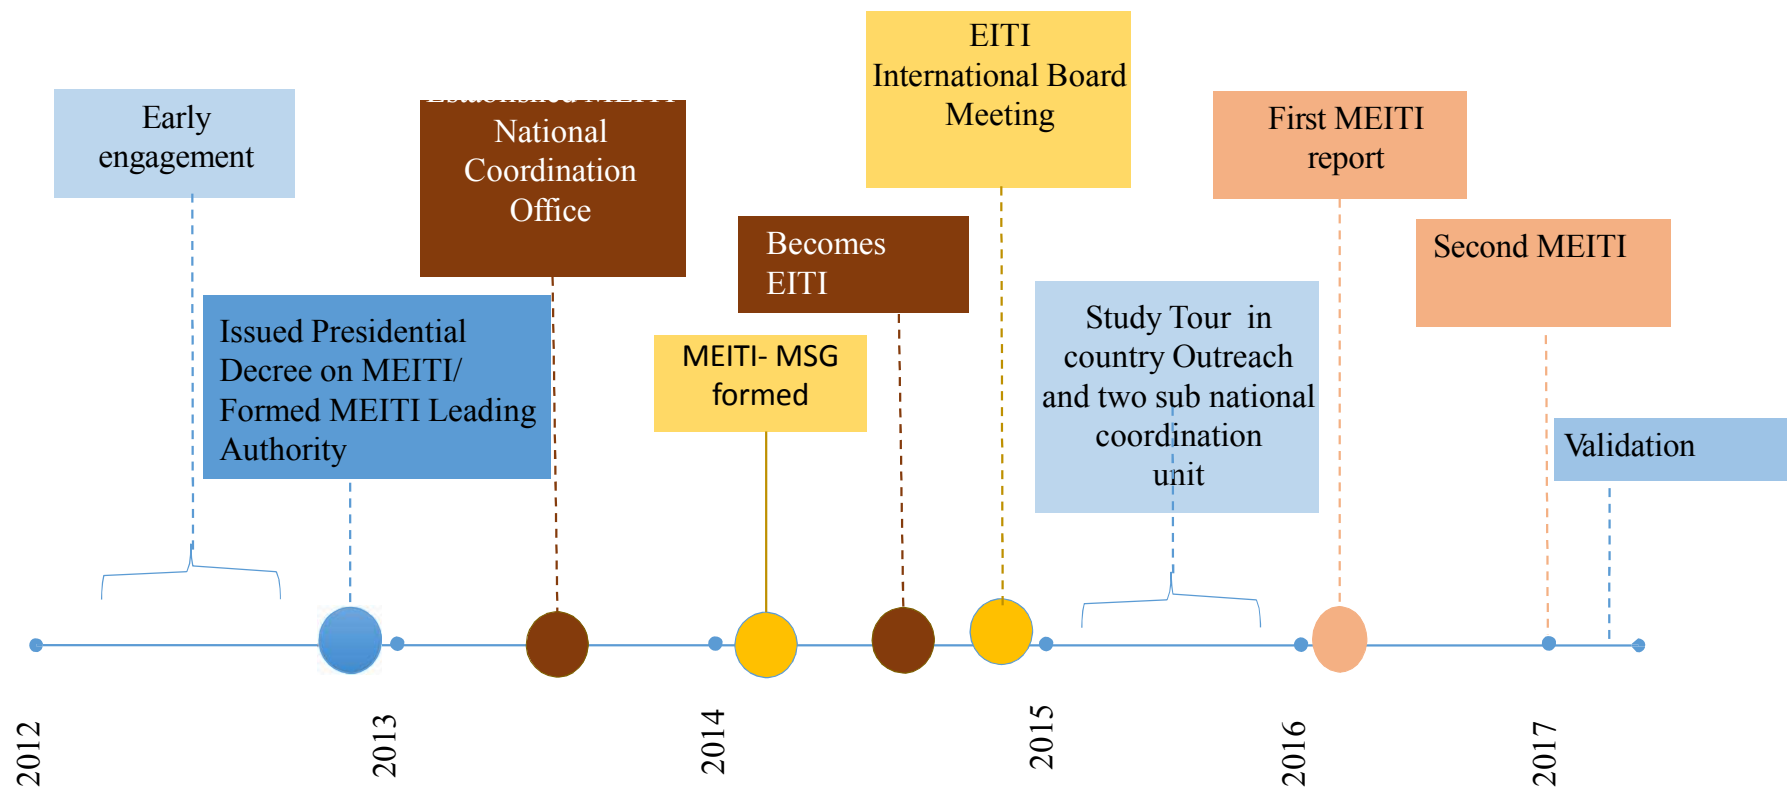 Early
engagement
Issued Presidential
Decree on MEITI/
Formed MEITI Leading
Authority
Established MEITI
National
Coordination
Office
MEITI- MSG
formed
Becomes
EITI
EITI
International Board
Meeting
Study Tour in
country Outreach
and two sub national
coordination
unit
First MEITI
report
Second MEITI
Validation
2012
2013
2014
2015
2016
2017